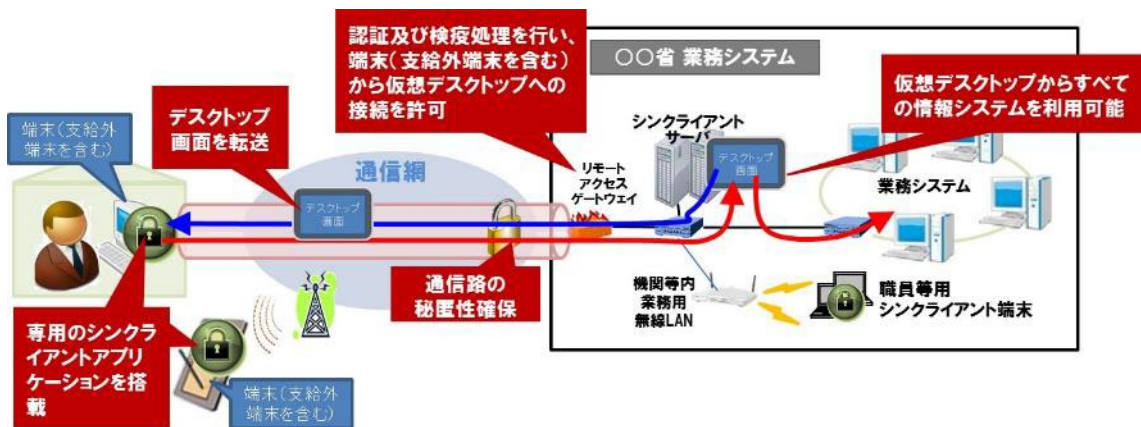 認証及び検疫処理を行い、
端末(支給外端末を含む)
から仮想デスクトップへの
接続を許可
〇〇省 業務システム
仮想デスクトップからすべて
の情報システムを利用可能
デスクトップ
画面を転送
端末(支給外
端末を含む)
通信網
シンクライアント
サーバ
デスクトップ
画面
リモート
アクセス
ゲートウェイ
業務システム
デスクトップ
画面
通信路の
秘匿性確保
機関等内
業務用
無線LAN
職員等用
シンクライアント端末
専用のシンク
ライアントアプリ
ケーションを搭
載
端末(支給外
端末を含む)